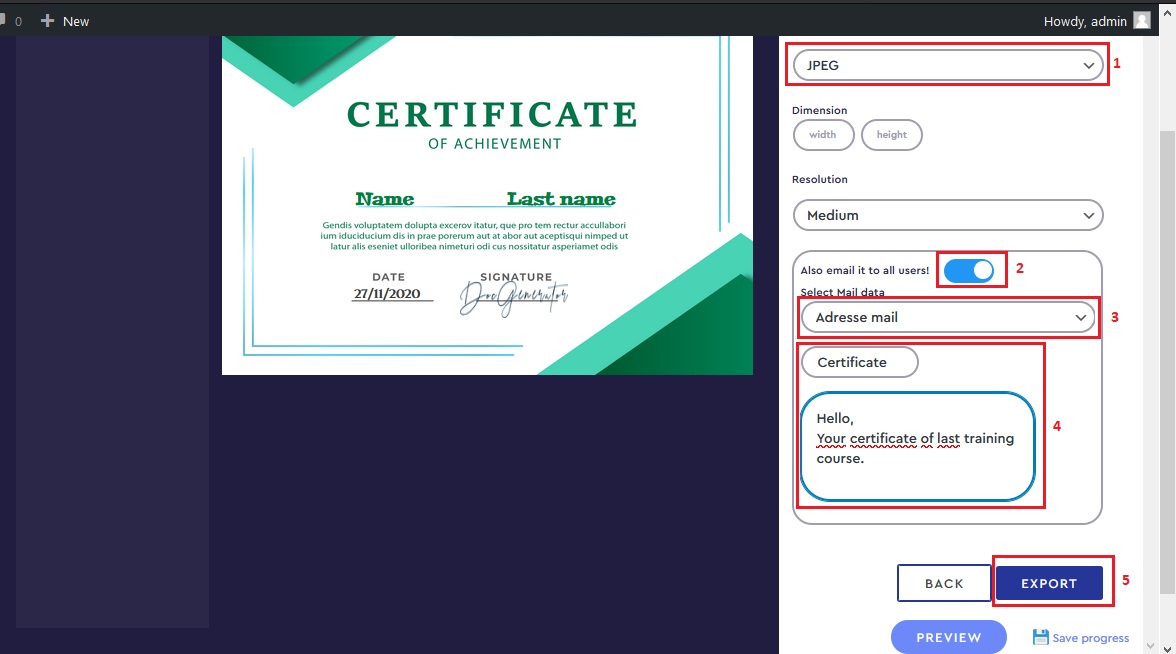 0 New Howdy, admin
CERTIFICATE
OF ACHIEVEMENT
Name Last name
Gendis voluptatem dolupta excerov itatur, que pro tem rectur accullabori
ium iduciducium dis in prae porerum aut at abor aut aceptisqui nimped ut
latur alis eseniet ulloribea nimeturi odi cus nossitatur asperiamet odis
DATE SIGNATURE
27/11/2020 DocGenerator
JPEG 1
Dimension
width height
Resolution
Medium
Also email it to all users! 2
Select Mail data
Adresse mail 3
Certificate
Hello,
Your certificate of last training
course.
4
BACK EXPORT 5
PREVIEW Save progress